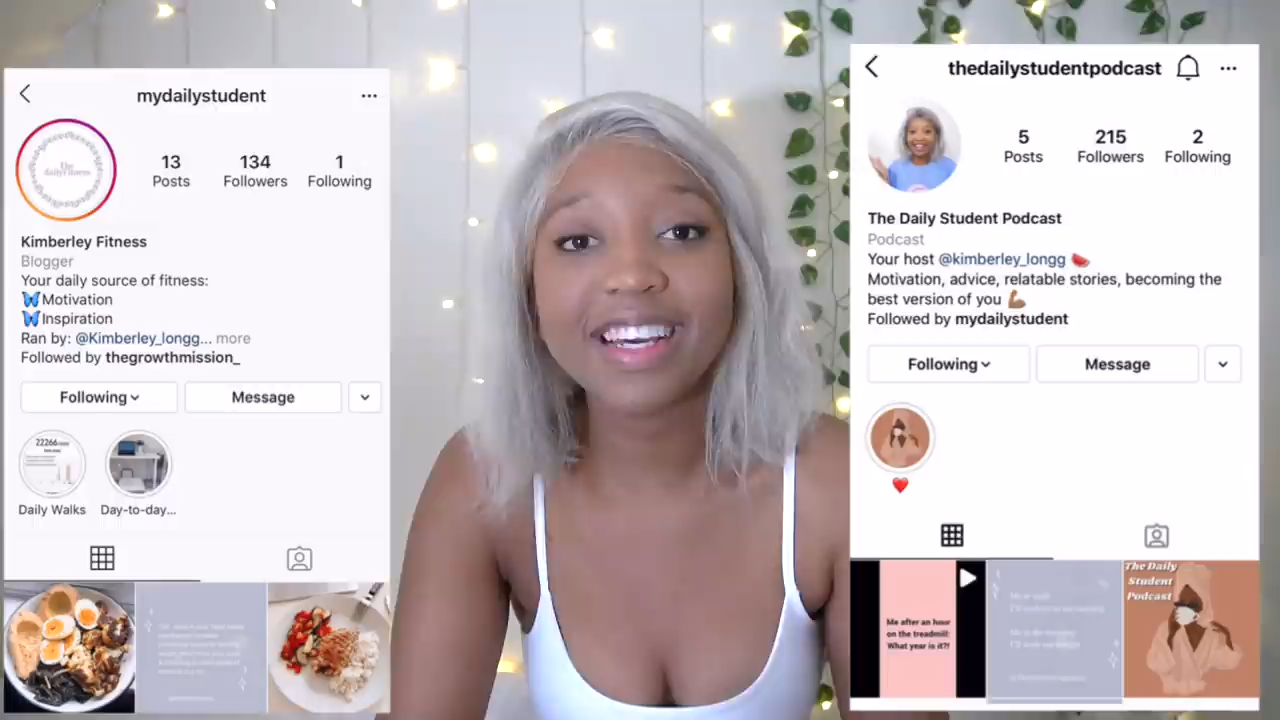 mydailystudent
The
dailyfitness
13
134
1
Posts
Followers
Following
Kimberley Fitness
Blogger
Your daily source of fitness:
🦋Motivation
🦋Inspiration
Ran by: @Kimberley_longg... more
Followed by thegrowthmission_
Following
Message
22266
Daily Walks
Day-to-day...
thedailystudentpodcast
5
215
2
Posts
Followers
Following
The Daily Student Podcast
Podcast
Your host @kimberley_longg 🍉
Motivation, advice, relatable stories, becoming the
best version of you 💪🏾
Followed by mydailystudent
Following
Message
❤️
Me after an hour
on the treadmill:
What year is it?!
The Daily
Student
Podcast